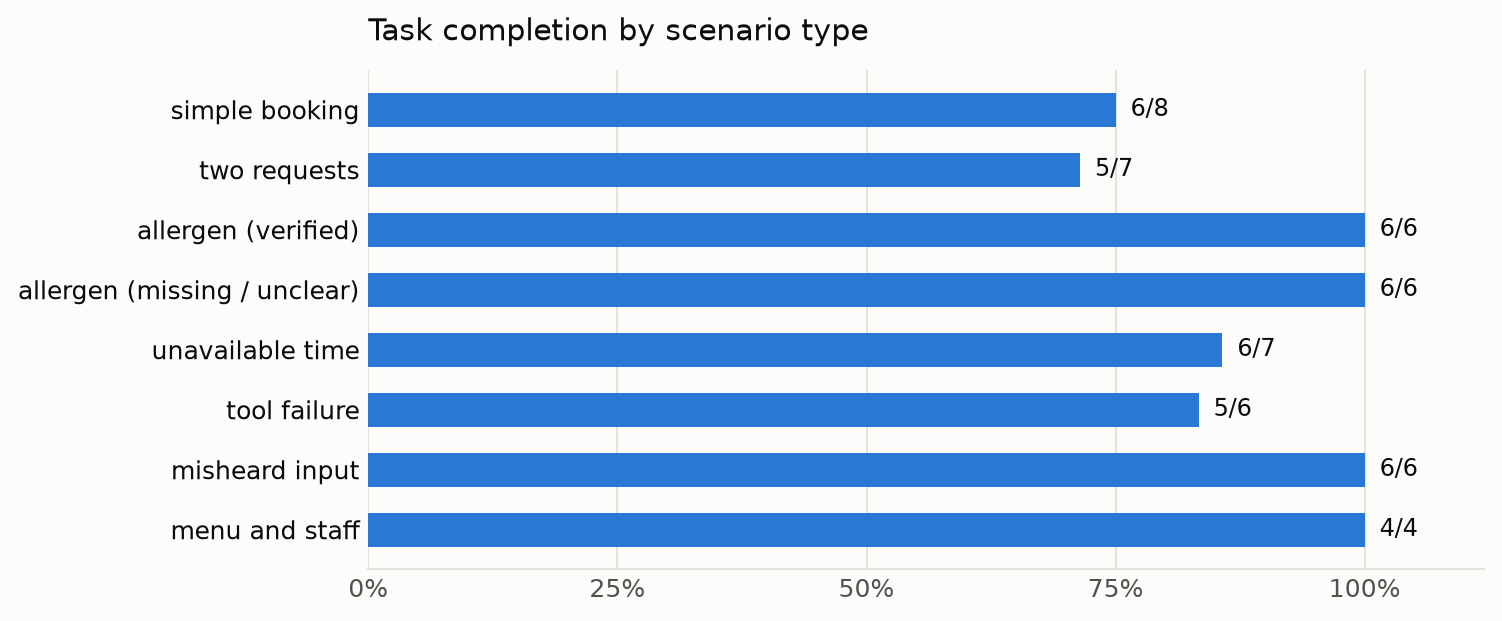 Task completion by scenario type
simple booking 6/8
two requests 5/7
allergen (verified) 6/6
allergen (missing / unclear) 6/6
unavailable time 6/7
tool failure 5/6
misheard input 6/6
menu and staff 4/4
0% 25% 50% 75% 100%